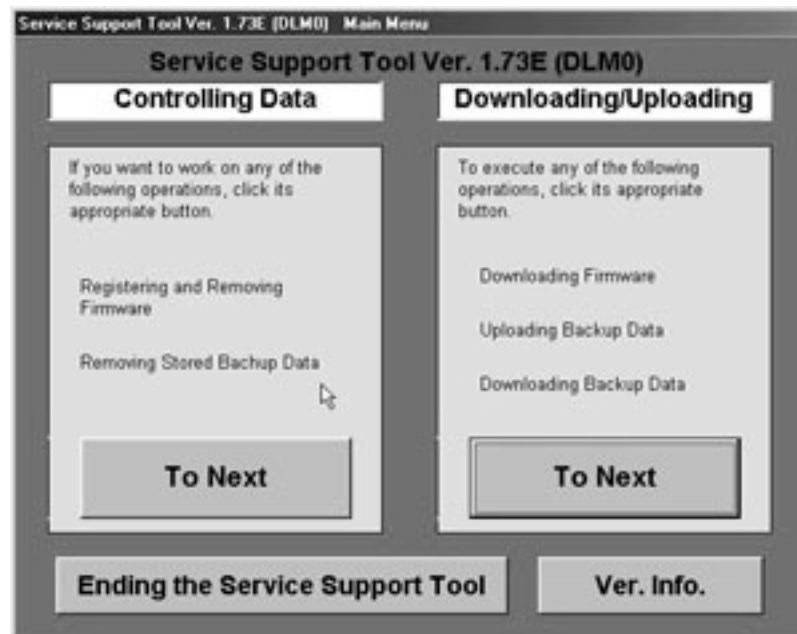 Service Support Tool Ver. 1.73E (DLM0) Main Menu
Service Support Tool Ver. 1.73E (DLM0)
Controlling Data
If you want to work on any of the
following operations, click its
appropriate button.
Registering and Removing
Firmware
Removing Stored Bachup Data
To Next
Downloading/Uploading
To execute any of the following
operations, click its appropriate
button.
Downloading Firmware
Uploading Backup Data
Downloading Backup Data
To Next
Ending the Service Support Tool
Ver. Info.